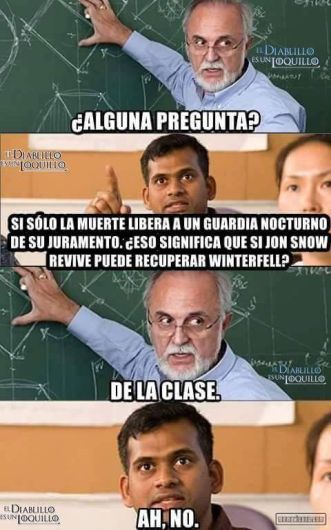 EL DIABLILLO
ES UN LOQUILLO
¿ALGUNA PREGUNTA?
EL DIABLILLO
ES UN LOQUILLO
SI SÓLO LA MUERTE LIBERA A UN GUARDIA NOCTURNO
DE SU JURAMENTO. ¿ESO SIGNIFICA QUE SI JON SNOW
REVIVE PUEDE RECUPERAR WINTERFELL?
EL DIABLILLO
ES UN LOQUILLO
DE LA CLASE.
EL DIABLILLO
ES UN LOQUILLO
AH, NO.